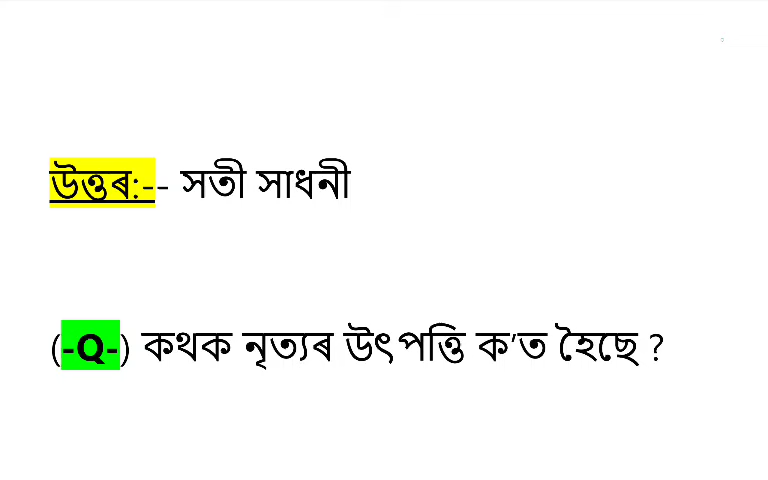 উত্তৰ:-- সতী সাধনী
(-Q-) কথক নৃত্যৰ উৎপত্তি ক’ত হৈছে ?